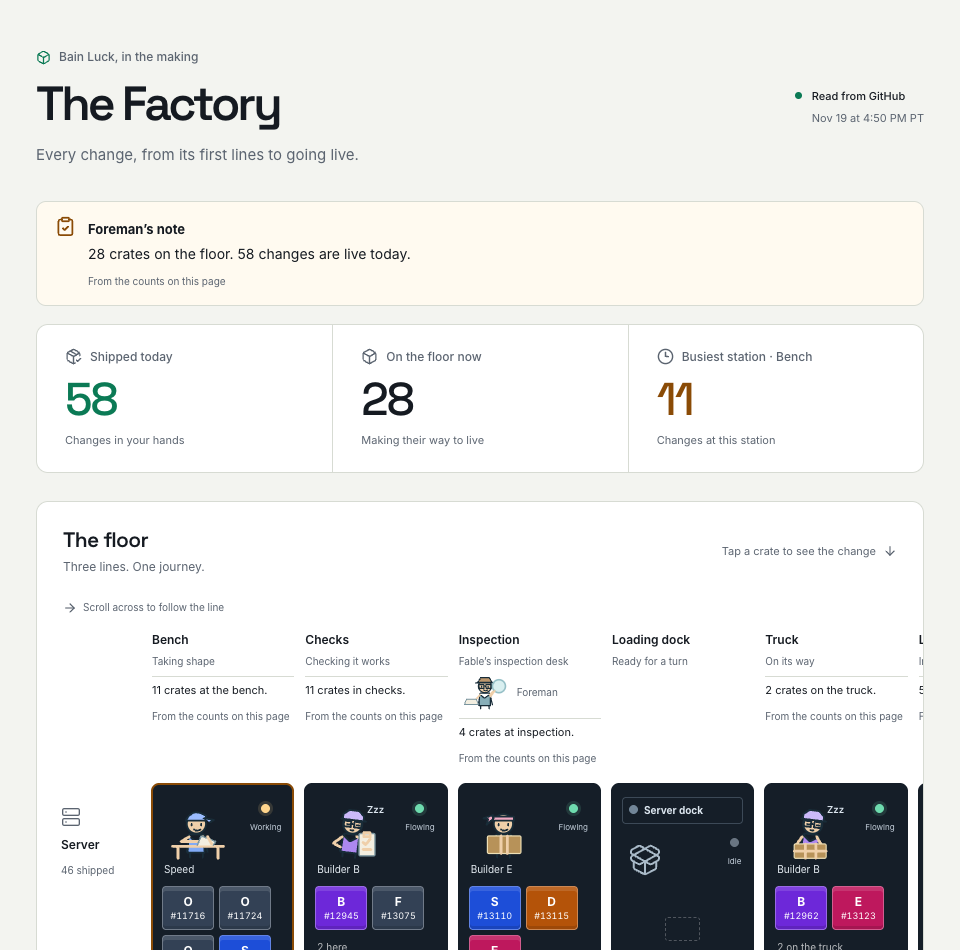 Bain Luck, in the making
The Factory
Every change, from its first lines to going live.
Read from GitHub
Nov 19 at 4:50 PM PT
Foreman’s note
28 crates on the floor. 58 changes are live today.
From the counts on this page
Shipped today
58
Changes in your hands
On the floor now
28
Making their way to live
Busiest station · Bench
11
Changes at this station
The floor
Three lines. One journey.
Tap a crate to see the change
Scroll across to follow the line
Bench
Taking shape
11 crates at the bench.
From the counts on this page
Checks
Checking it works
11 crates in checks.
From the counts on this page
Inspection
Fable’s inspection desk
Foreman
4 crates at inspection.
From the counts on this page
Loading dock
Ready for a turn
Truck
On its way
2 crates on the truck.
From the counts on this page
Server
46 shipped
Working
Speed
O
#11716
O
#11724
O
S
Zzz
Flowing
Builder B
B
#12945
F
#13075
2 here
Flowing
Builder E
S
#13110
D
#13115
E
Server dock
Idle
Zzz
Flowing
Builder B
B
#12962
E
#13123
2 on the truck